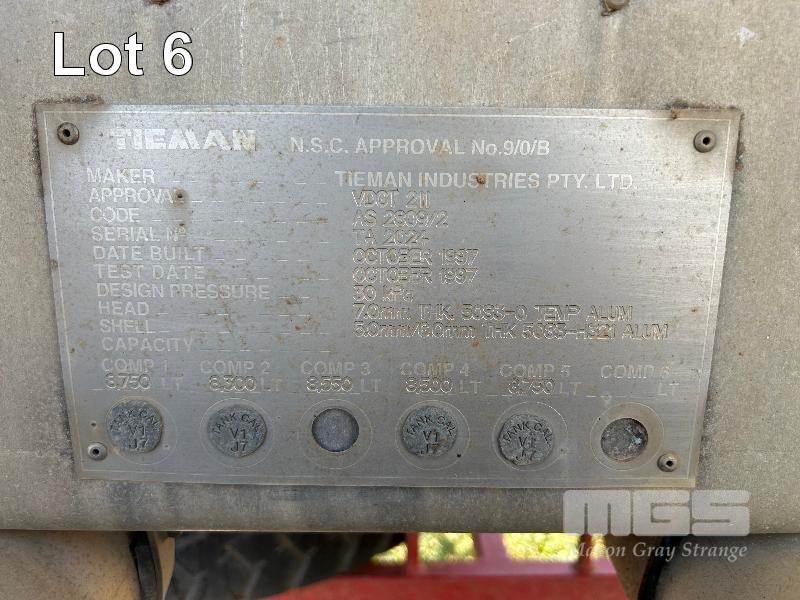 Lot 6
TIEMAN N.S.C. APPROVAL No.9/0/B
MAKER TIEMAN INDUSTRIES PTY. LTD.
APPROVAL VDGT 211
CODE AS 2809/2
SERIAL No TA 2024
DATE BUILT OCTOBER 1997
TEST DATE OCTOBER 1997
DESIGN PRESSURE 30 kPa
HEAD 7.0mm THK. 5083-O TEMP ALUM
SHELL 5.0mm/6.0mm THK 5083-H321 ALUM
CAPACITY
COMP 1 COMP 2 COMP 3 COMP 4 COMP 5 COMP 6
8,750 LT 8,300 LT 8,550 LT 8,500 LT 8,750 LT LT
TANK CAL V1 J7 TANK CAL V1 J7 TANK CAL V1 J7 TANK CAL V1 J7
MGS
Mason Gray Strange